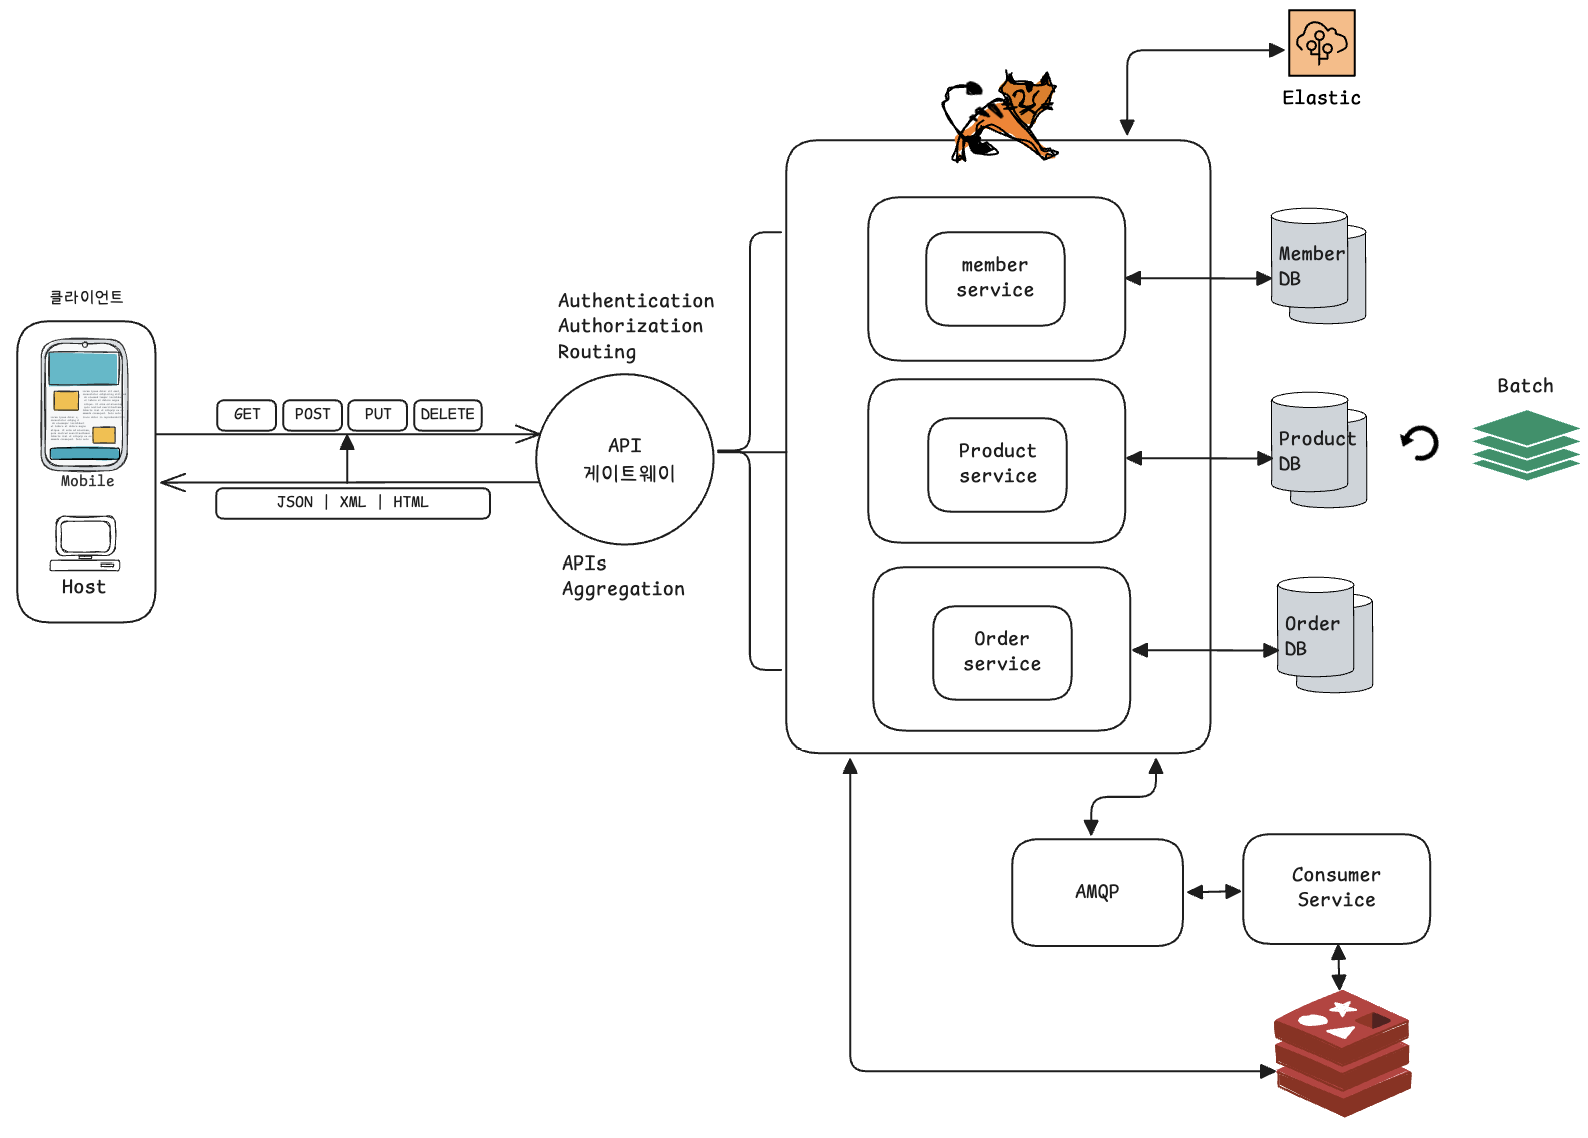 Elastic
클라이언트
Mobile
Host
GET
POST
PUT
DELETE
JSON | XML | HTML
Authentication
Authorization
Routing
API
게이트웨이
APIs
Aggregation
member
service
Product
service
Order
service
Member
DB
Product
DB
Order
DB
Batch
AMQP
Consumer
Service